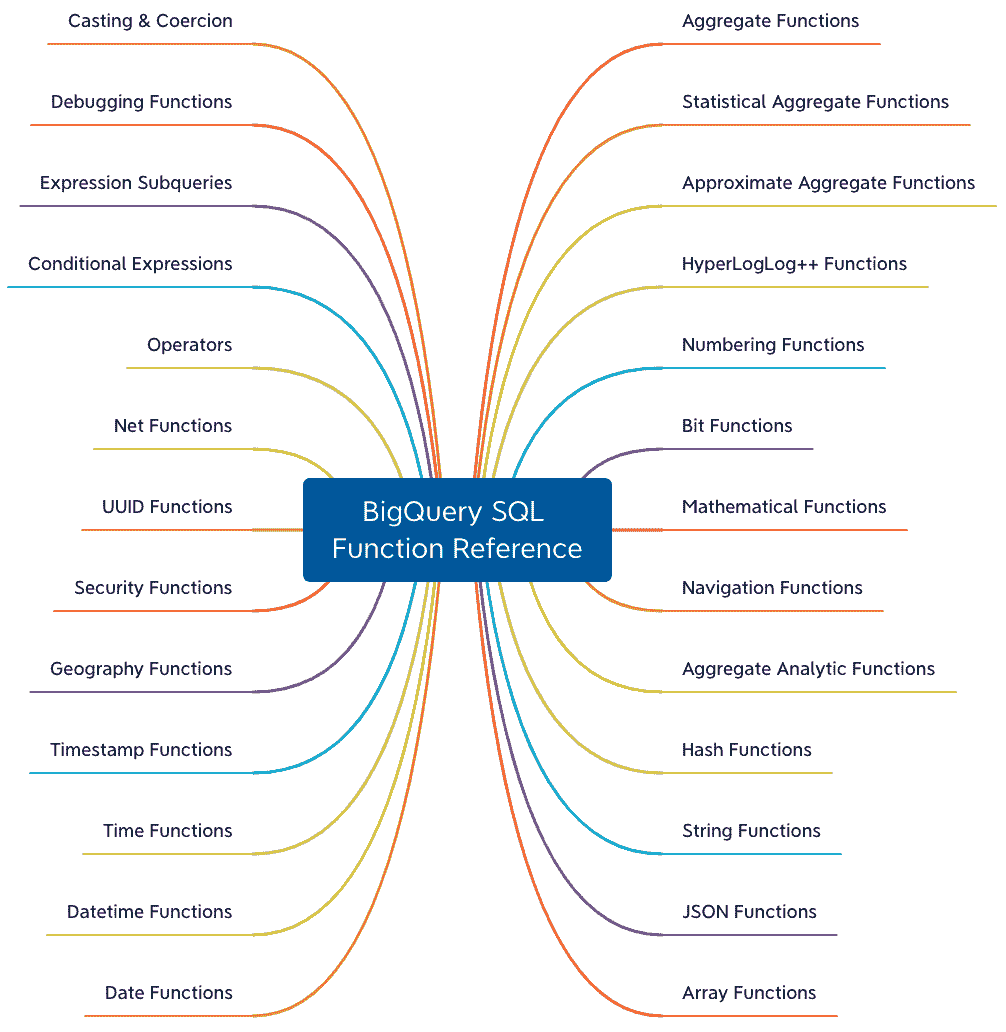 Casting & Coercion
Debugging Functions
Expression Subqueries
Conditional Expressions
Operators
Net Functions
UUID Functions
Security Functions
Geography Functions
Timestamp Functions
Time Functions
Datetime Functions
Date Functions
BigQuery SQL
Function Reference
Aggregate Functions
Statistical Aggregate Functions
Approximate Aggregate Functions
HyperLogLog++ Functions
Numbering Functions
Bit Functions
Mathematical Functions
Navigation Functions
Aggregate Analytic Functions
Hash Functions
String Functions
JSON Functions
Array Functions